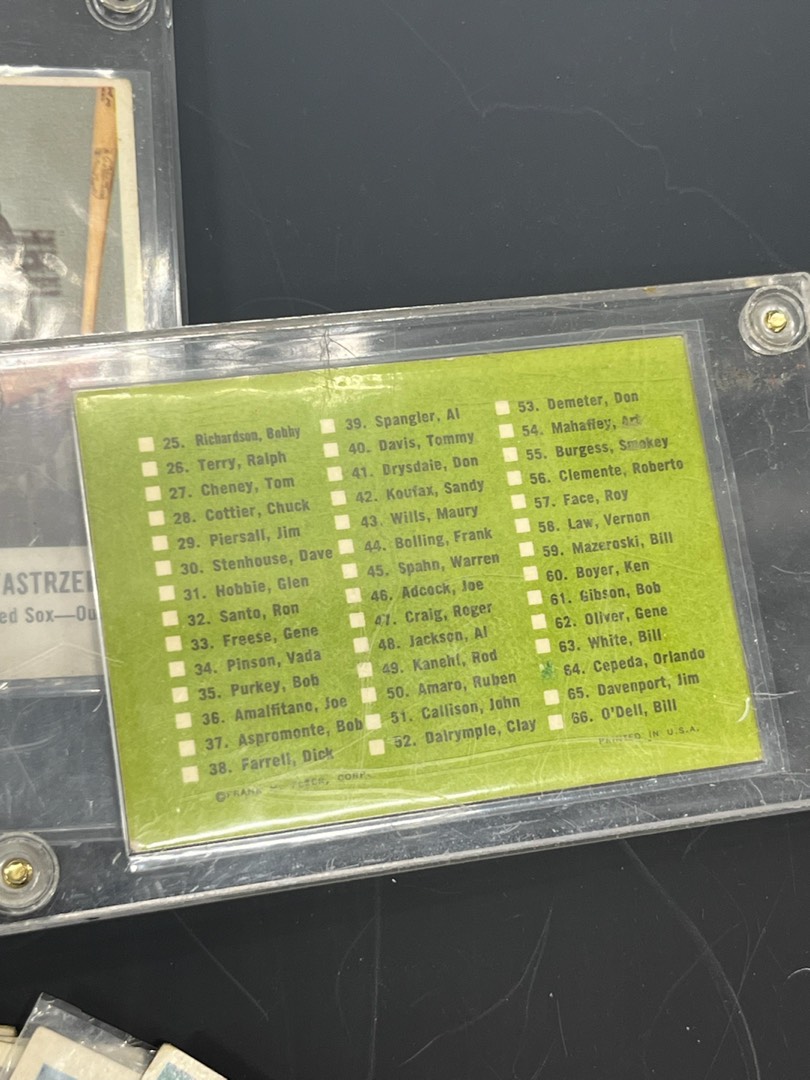 ASTRZE
ed Sox—Ou
25. Richardson, Bobby
26. Terry, Ralph
27. Cheney, Tom
28. Cottier, Chuck
29. Piersall, Jim
30. Stenhouse, Dave
31. Hobbie, Glen
32. Santo, Ron
33. Freese, Gene
34. Pinson, Vada
35. Purkey, Bob
36. Amalfitano, Joe
37. Aspromonte, Bob
38. Farrell, Dick
39. Spangler, Al
40. Davis, Tommy
41. Drysdale, Don
42. Koufax, Sandy
43. Wills, Maury
44. Bolling, Frank
45. Spahn, Warren
46. Adcock, Joe
47. Craig, Roger
48. Jackson, Al
49. Kanehl, Rod
50. Amaro, Ruben
51. Callison, John
52. Dalrymple, Clay
53. Demeter, Don
54. Mahaffey, Art
55. Burgess, Smokey
56. Clemente, Roberto
57. Face, Roy
58. Law, Vernon
59. Mazeroski, Bill
60. Boyer, Ken
61. Gibson, Bob
62. Oliver, Gene
63. White, Bill
64. Cepeda, Orlando
65. Davenport, Jim
66. O'Dell, Bill
©FRANK H. FLEER, CORP.
PRINTED IN U.S.A.